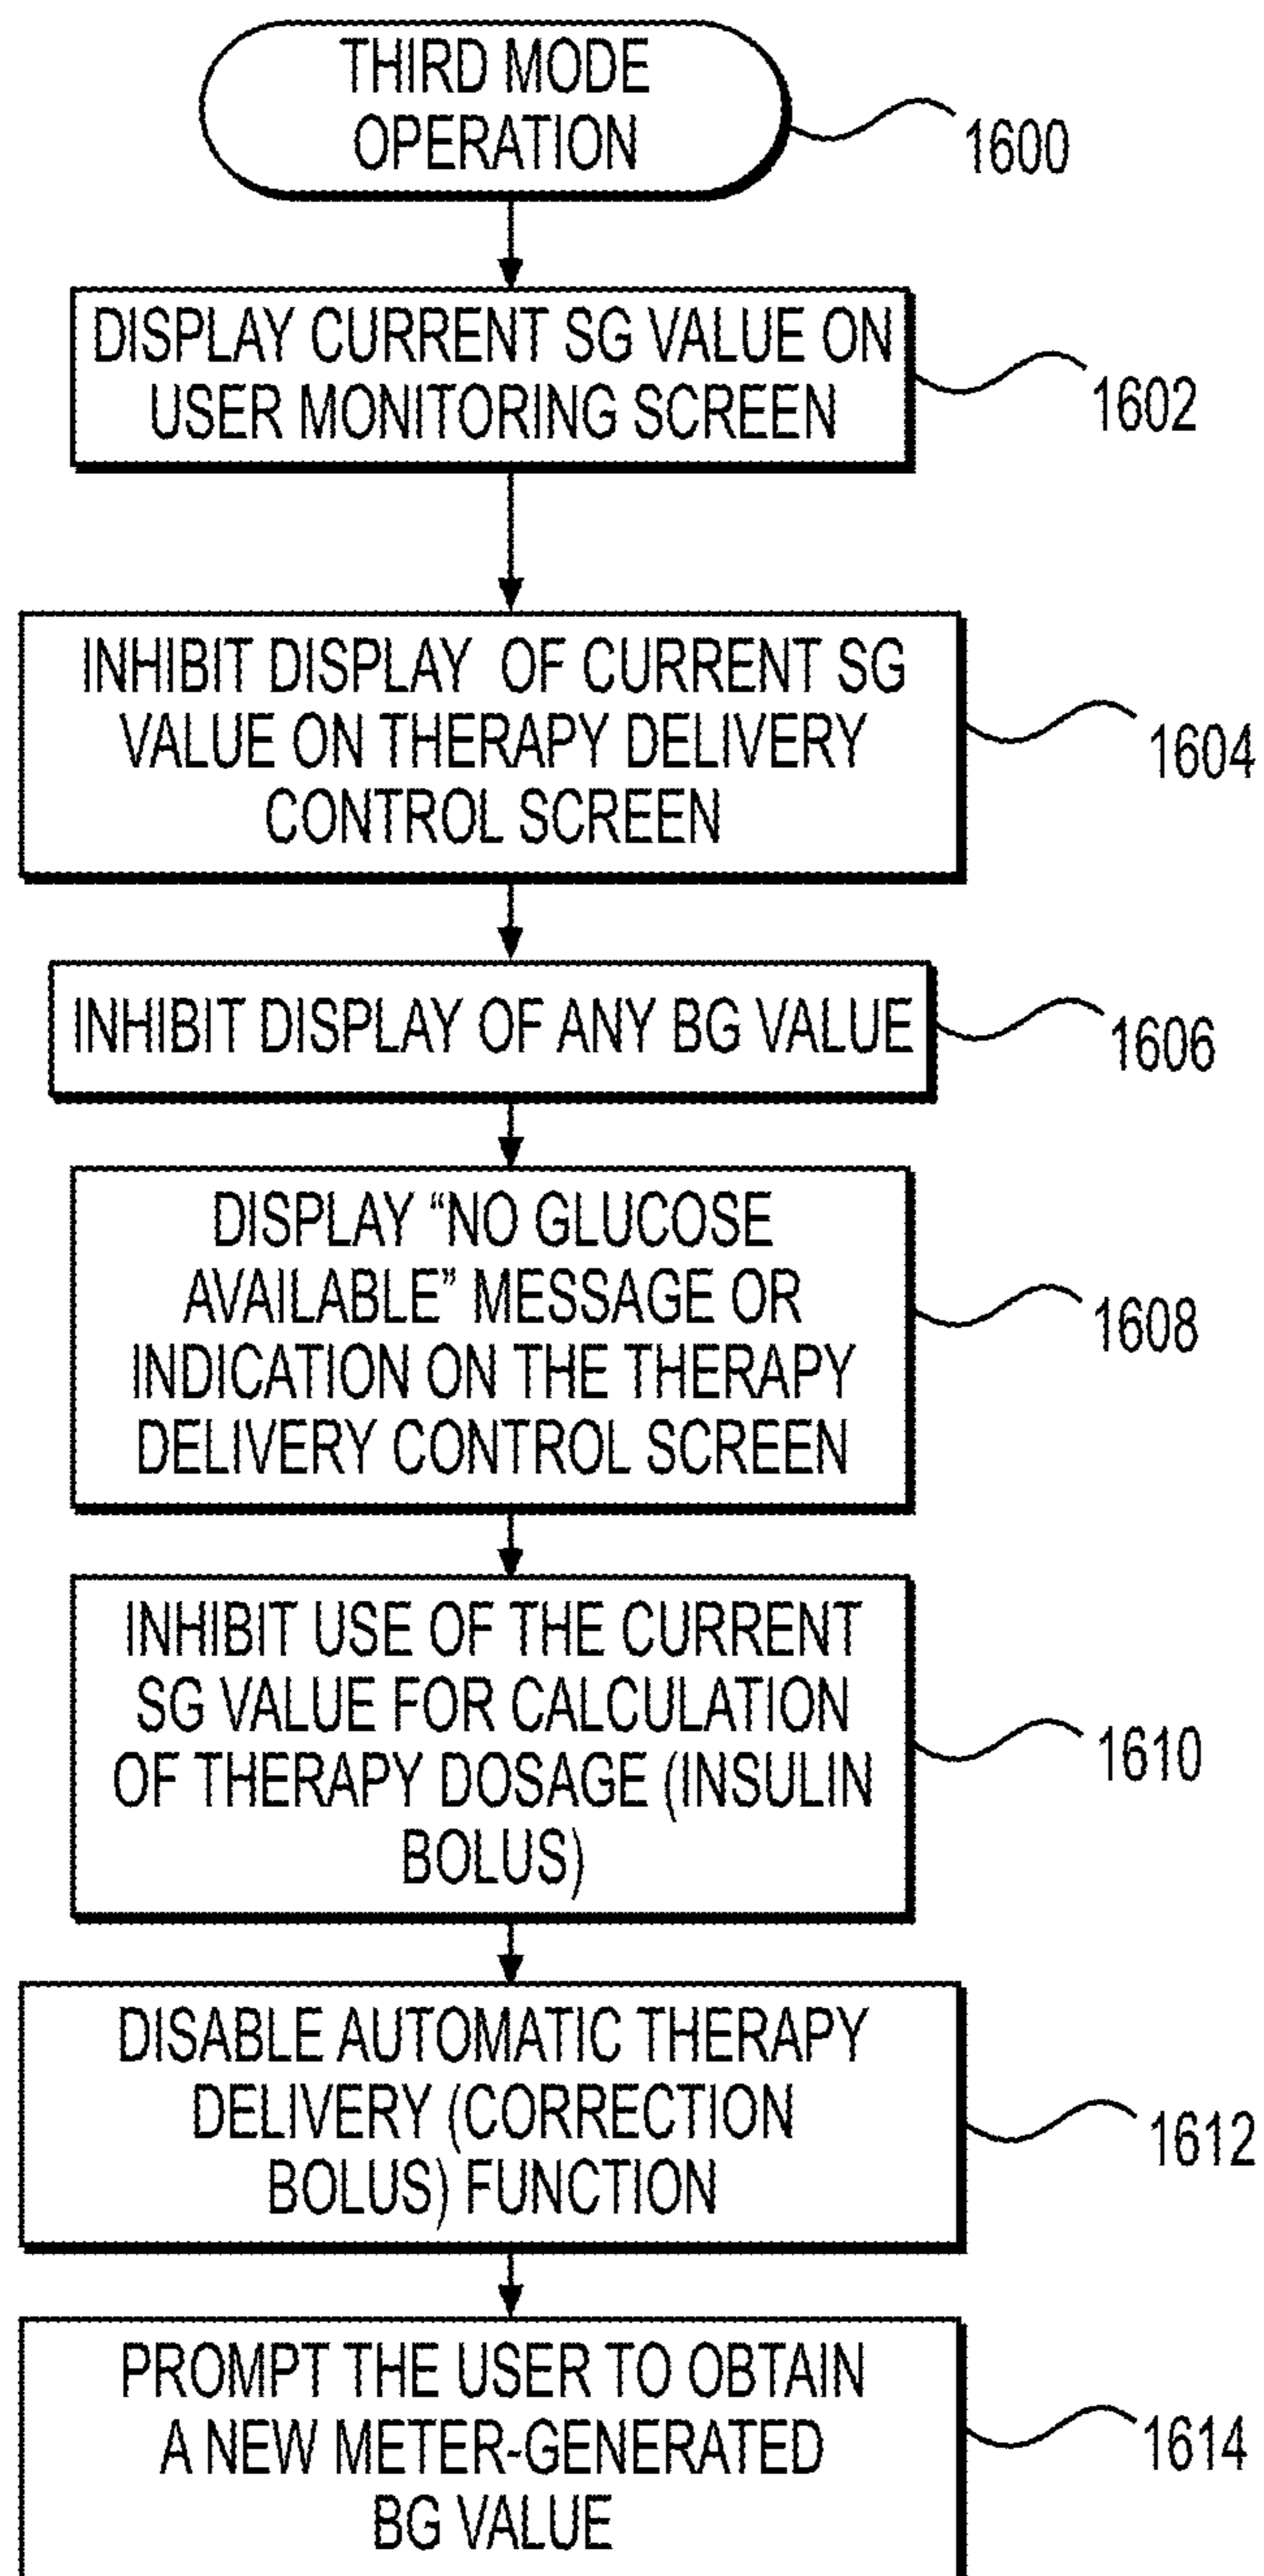 THIRD MODE
OPERATION
1600
DISPLAY CURRENT SG VALUE ON
USER MONITORING SCREEN
1602
INHIBIT DISPLAY OF CURRENT SG
VALUE ON THERAPY DELIVERY
CONTROL SCREEN
1604
INHIBIT DISPLAY OF ANY BG VALUE
1606
DISPLAY “NO GLUCOSE
AVAILABLE” MESSAGE OR
INDICATION ON THE THERAPY
DELIVERY CONTROL SCREEN
1608
INHIBIT USE OF THE CURRENT
SG VALUE FOR CALCULATION
OF THERAPY DOSAGE (INSULIN
BOLUS)
1610
DISABLE AUTOMATIC THERAPY
DELIVERY (CORRECTION
BOLUS) FUNCTION
1612
PROMPT THE USER TO OBTAIN
A NEW METER-GENERATED
BG VALUE
1614